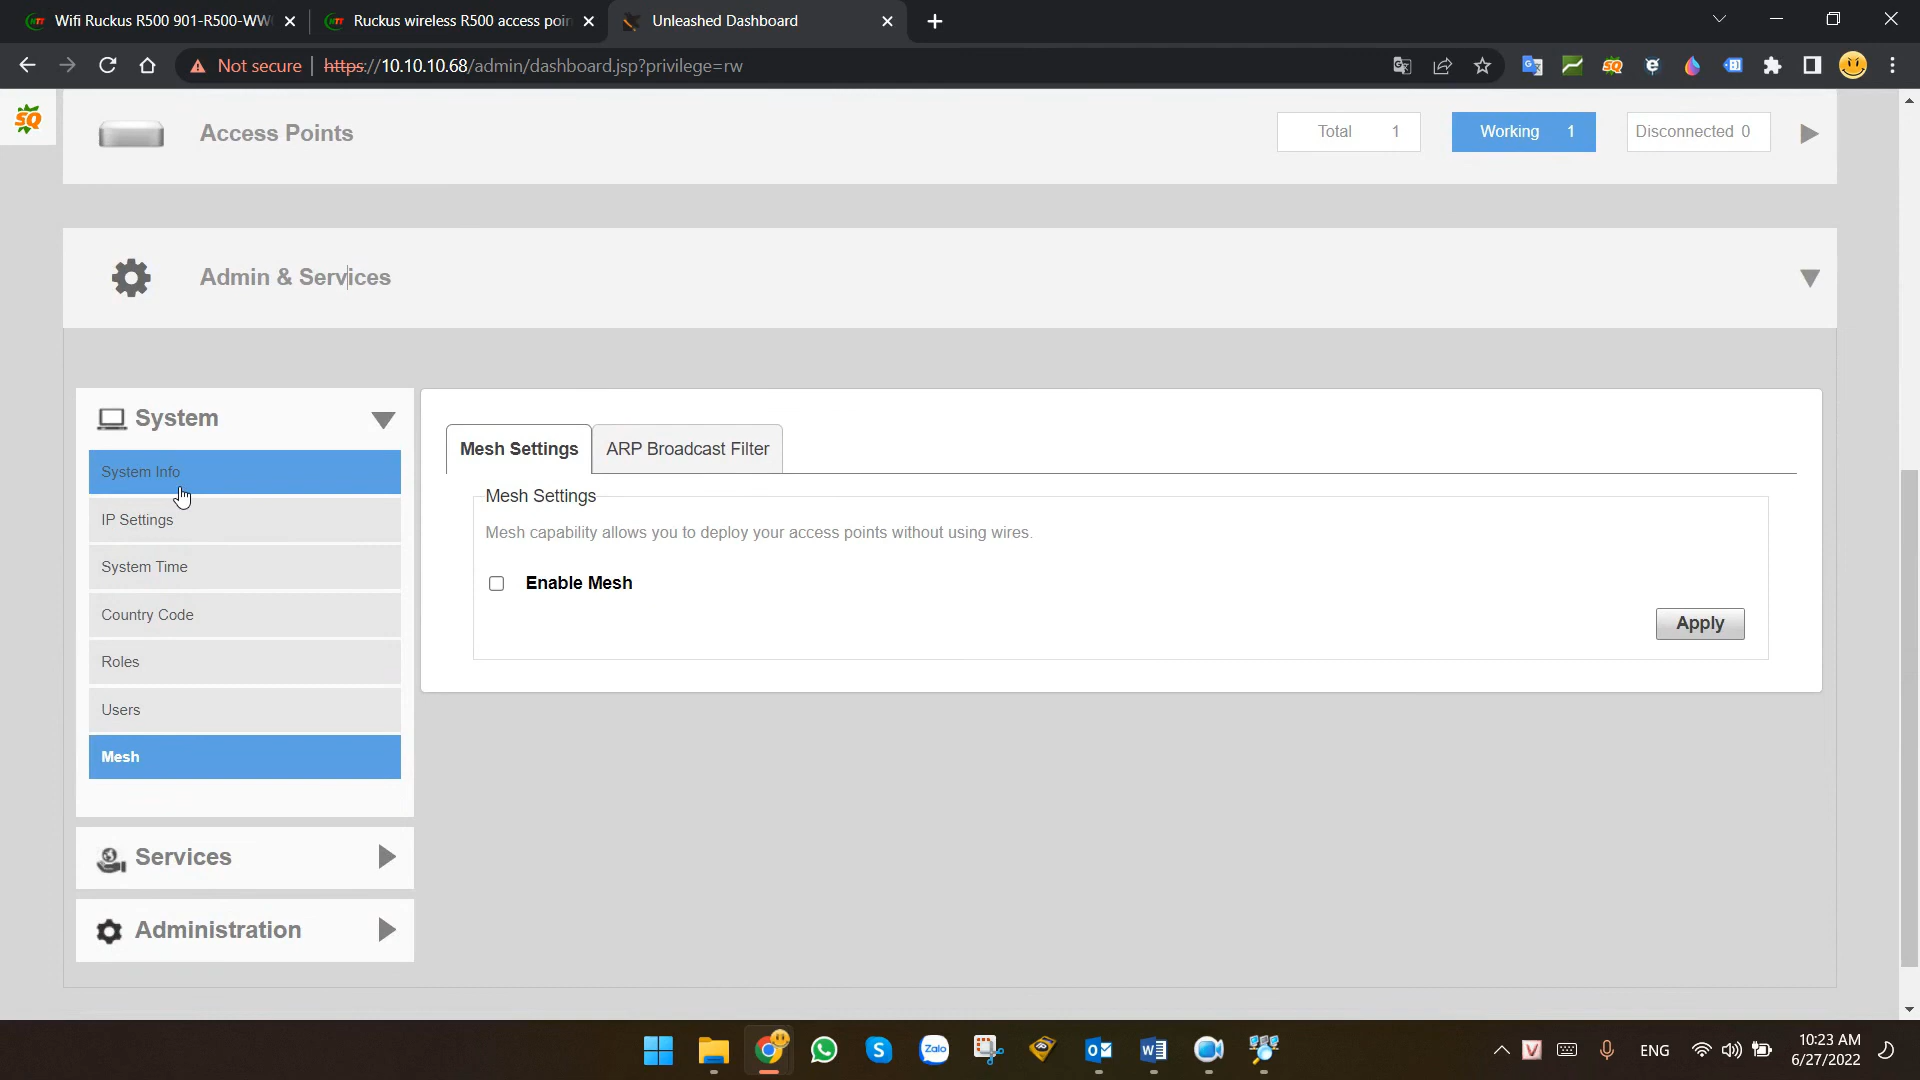 Wifi Ruckus R500 901-R500-WW
Ruckus wireless R500 access poin
Unleashed Dashboard
Not secure
https://10.10.10.68/admin/dashboard.jsp?privilege=rw
SQ
Access Points
Total 1
Working 1
Disconnected 0
Admin & Services
System
System Info
IP Settings
System Time
Country Code
Roles
Users
Mesh
Services
Administration
Mesh Settings
ARP Broadcast Filter
Mesh Settings
Mesh capability allows you to deploy your access points without using wires.
Enable Mesh
Apply
Zalo
ENG
10:23 AM
6/27/2022